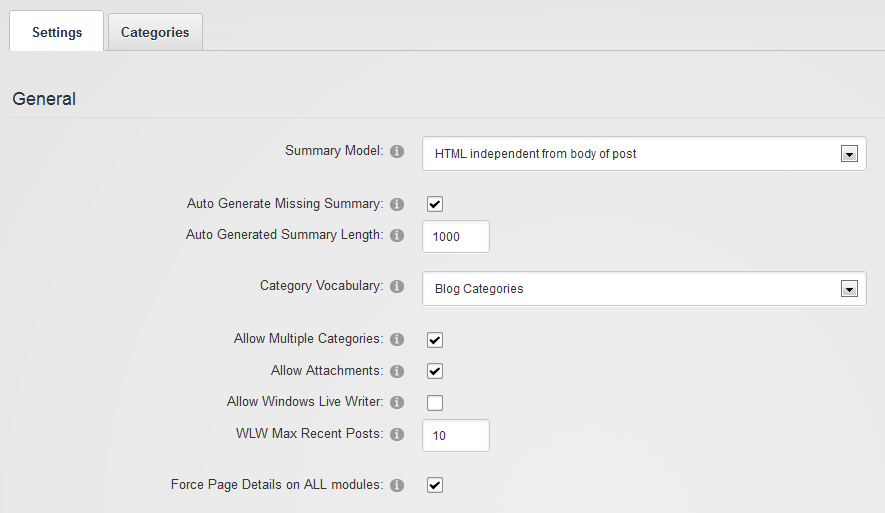 Settings
Categories
General
Summary Model:
HTML independent from body of post
Auto Generate Missing Summary:
Auto Generated Summary Length:
1000
Category Vocabulary:
Blog Categories
Allow Multiple Categories:
Allow Attachments:
Allow Windows Live Writer:
WLW Max Recent Posts:
10
Force Page Details on ALL modules: